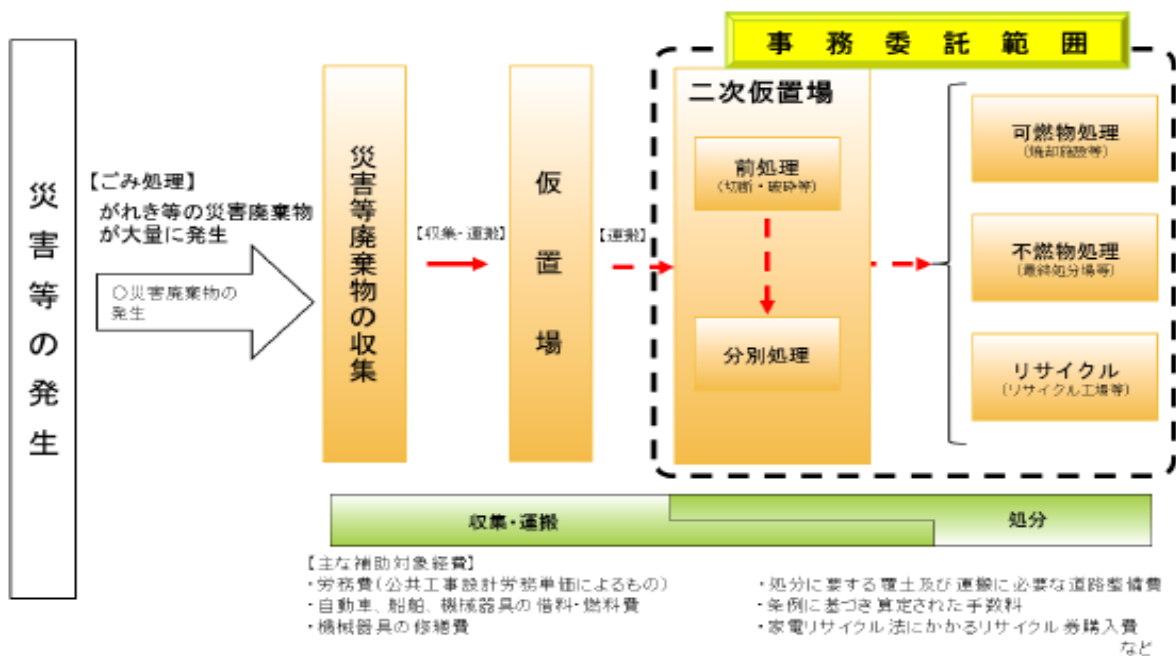 災害等の発生
【ごみ処理】
がれき等の災害廃棄物
が大量に発生
○災害廃棄物の
発生
災害等廃棄物の収集
【収集・運搬】
仮置場
【運搬】
事務委託範囲
二次仮置場
前処理
(切断・破砕等)
分別処理
可燃物処理
(焼却施設等)
不燃物処理
(最終処分場等)
リサイクル
(リサイクル工場等)
収集・運搬
処分
【主な補助対象経費】
・労務費(公共工事設計労務単価によるもの)
・自動車、船舶、機械器具の借料・燃料費
・機械器具の修繕費
・処分に要する覆土及び運搬に必要な道路整備費
・条例に基づき算定された手数料
・家電リサイクル法にかかるリサイクル券購入費
など